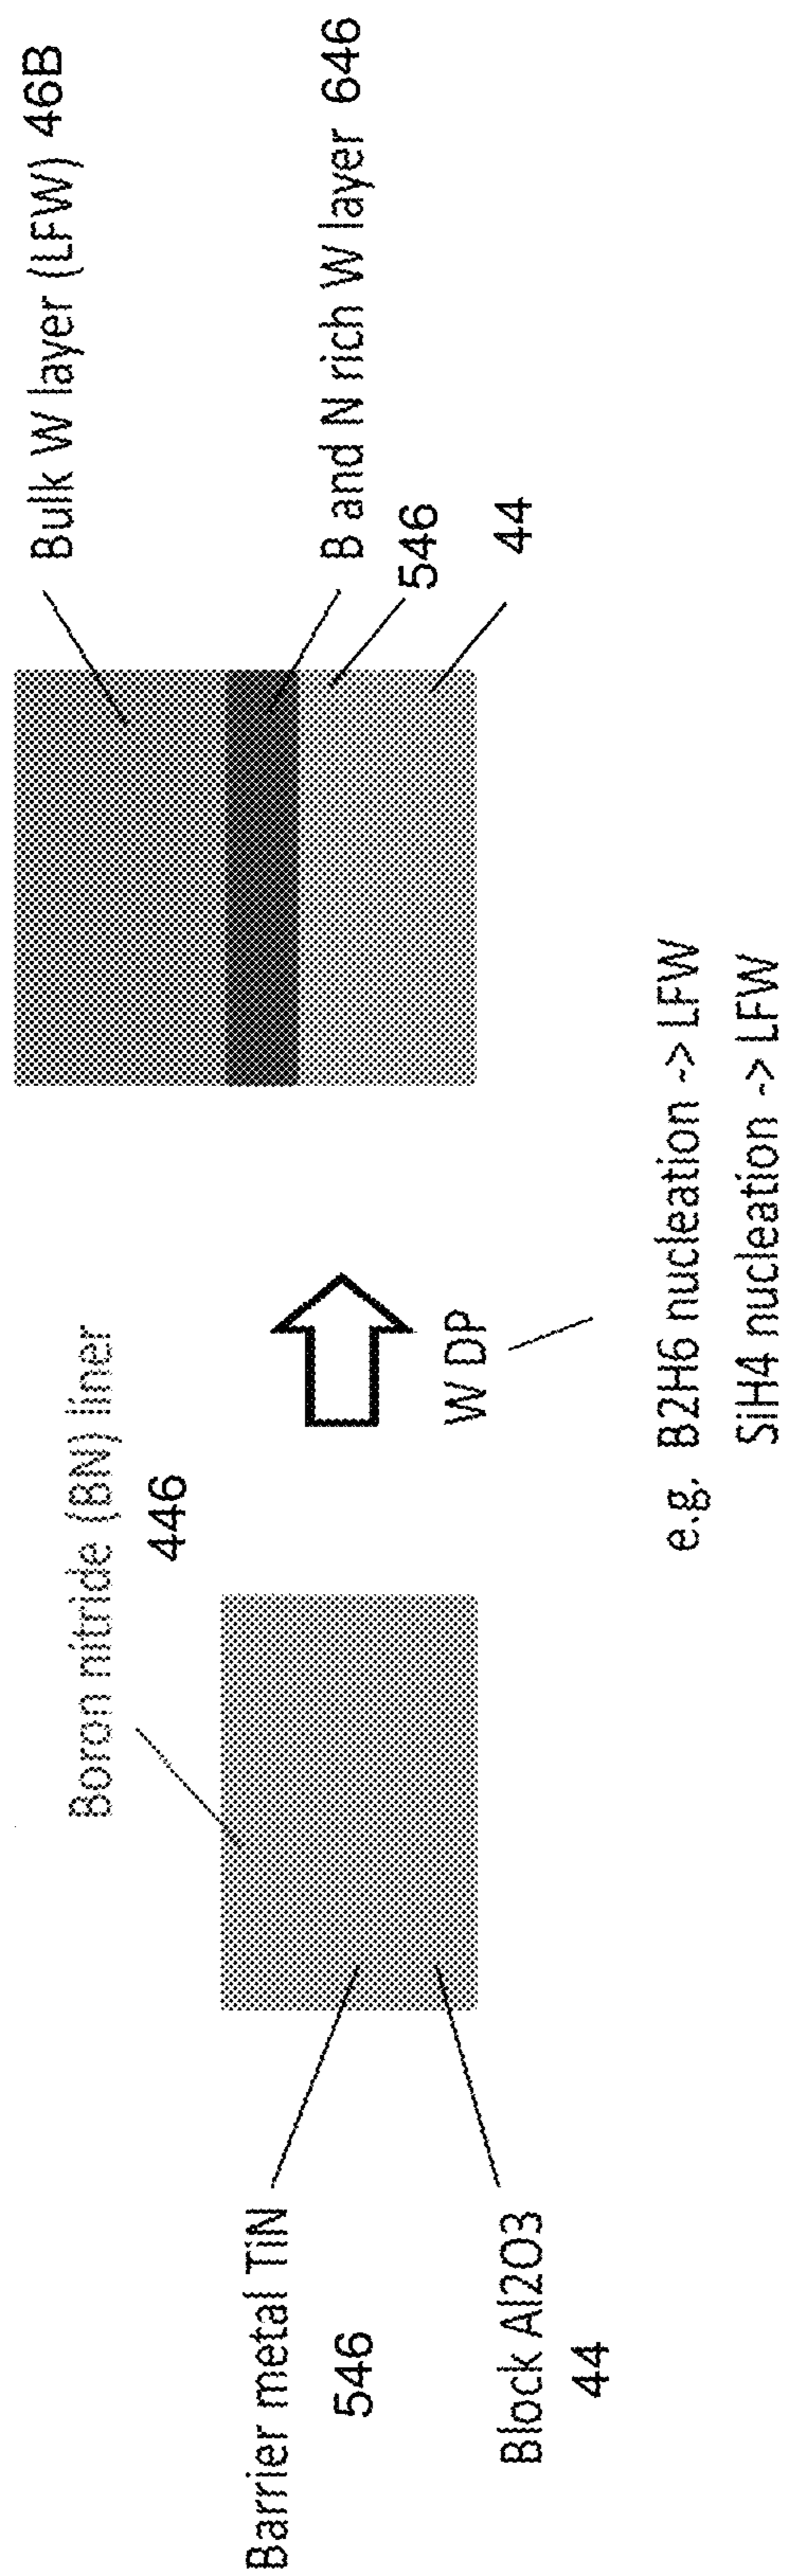 Boron nitride (BN) liner
446
Barrier metal TiN
546
Block Al2O3
44
W DP
e.g. B2H6 nucleation -> LFW
SiH4 nucleation -> LFW
Bulk W layer (LFW) 46B
B and N rich W layer 646
546
44